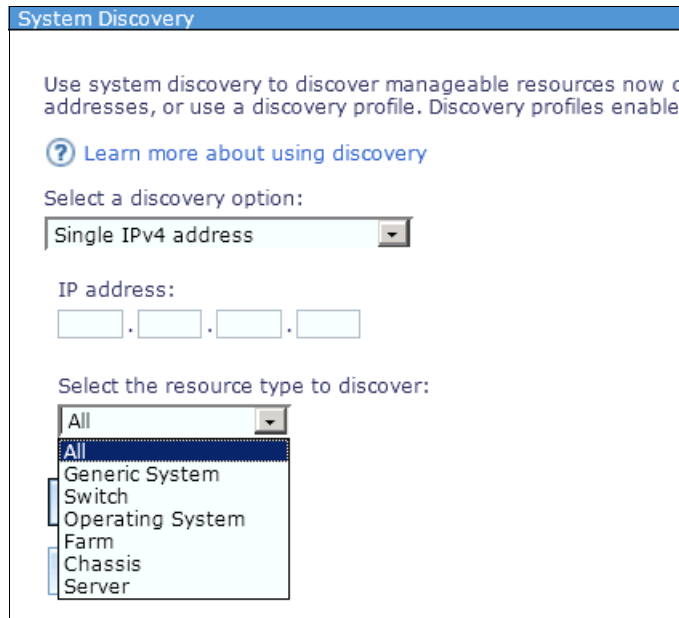 System Discovery
Use system discovery to discover manageable resources now
addresses, or use a discovery profile. Discovery profiles enable
? Learn more about using discovery
Select a discovery option:
Single IPv4 address
IP address:
. . .
Select the resource type to discover:
All
All
Generic System
Switch
Operating System
Farm
Chassis
Server